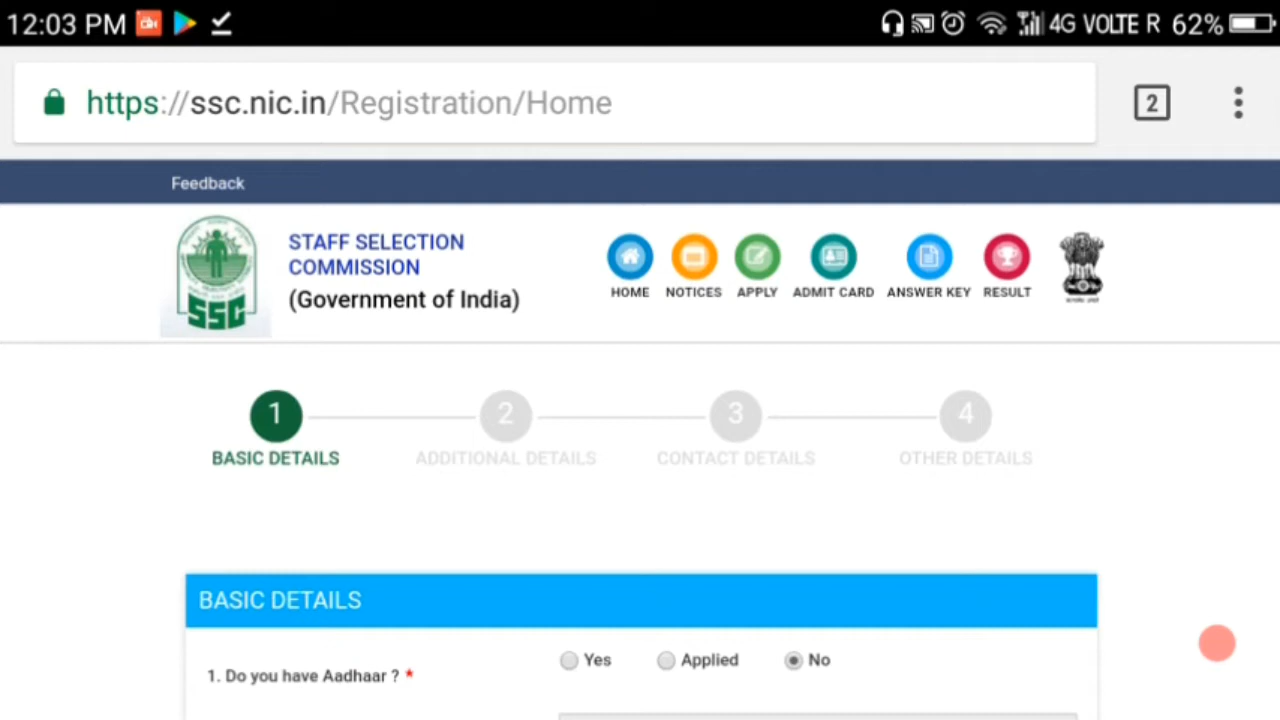 12:03 PM 4G VOLTE R 62%
https://ssc.nic.in/Registration/Home
2
Feedback
STAFF SELECTION
COMMISSION
(Government of India)
SSC
HOME NOTICES APPLY ADMIT CARD ANSWER KEY RESULT
1 2 3 4
BASIC DETAILS ADDITIONAL DETAILS CONTACT DETAILS OTHER DETAILS
BASIC DETAILS
1. Do you have Aadhaar ? * Yes Applied No